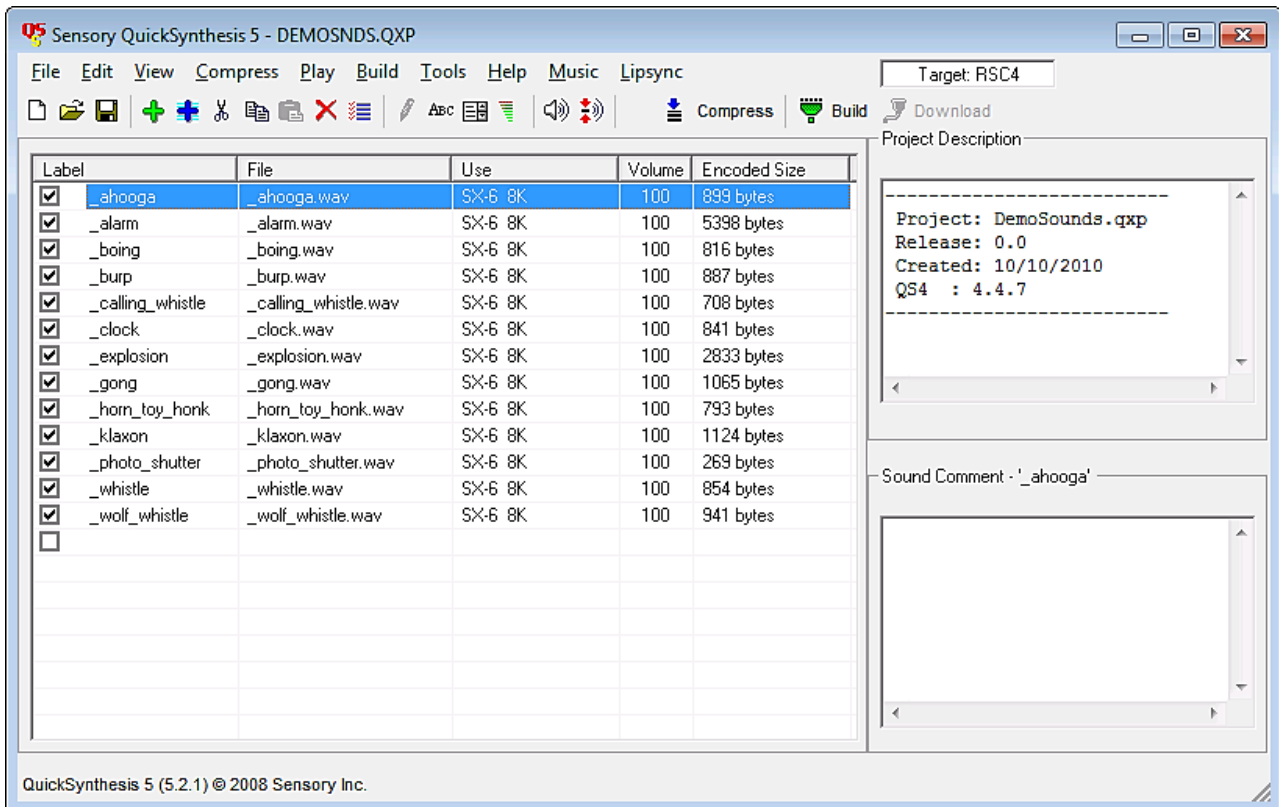 QS5 Sensory QuickSynthesis 5 - DEMOSNDS.QXP
File Edit View Compress Play Build Tools Help Music Lipsync
Target: RSC4
ABC Compress Build Download
Label File Use Volume Encoded Size
_ahooga _ahooga.wav SX-6 8K 100 899 bytes
_alarm _alarm.wav SX-6 8K 100 5398 bytes
_boing _boing.wav SX-6 8K 100 816 bytes
_burp _burp.wav SX-6 8K 100 887 bytes
_calling_whistle _calling_whistle.wav SX-6 8K 100 708 bytes
_clock _clock.wav SX-6 8K 100 841 bytes
_explosion _explosion.wav SX-6 8K 100 2833 bytes
_gong _gong.wav SX-6 8K 100 1065 bytes
_horn_toy_honk _horn_toy_honk.wav SX-6 8K 100 793 bytes
_klaxon _klaxon.wav SX-6 8K 100 1124 bytes
_photo_shutter _photo_shutter.wav SX-6 8K 100 269 bytes
_whistle _whistle.wav SX-6 8K 100 854 bytes
_wolf_whistle _wolf_whistle.wav SX-6 8K 100 941 bytes
Project Description
--------------------------
Project: DemoSounds.qxp
Release: 0.0
Created: 10/10/2010
QS4 : 4.4.7
--------------------------
Sound Comment - '_ahooga'
QuickSynthesis 5 (5.2.1) © 2008 Sensory Inc.